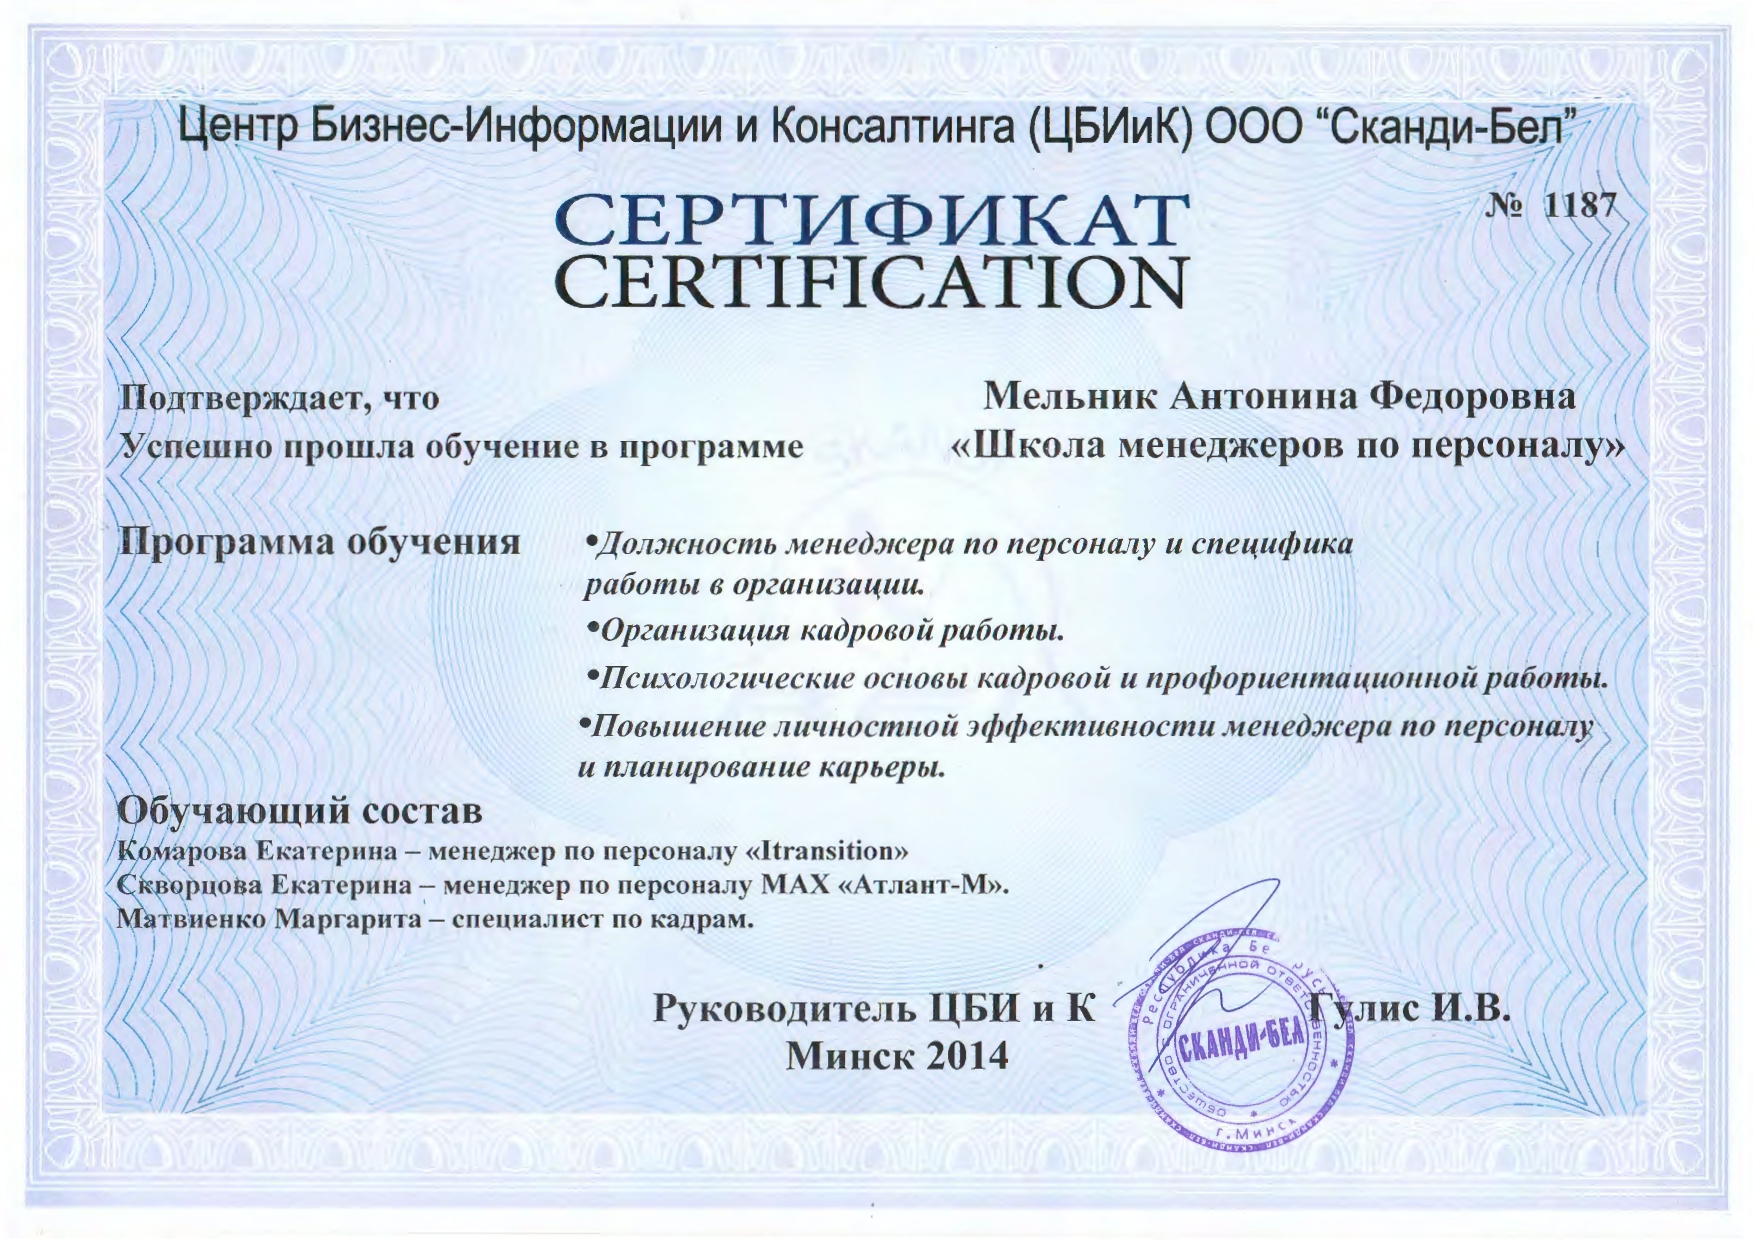 Центр Бизнес-Информации и Консалтинга (ЦБИиК) ООО “Сканди-Бел”
СЕРТИФИКАТ
№ 1187
CERTIFICATION
Подтверждает, что
Мельник Антонина Федоровна
Успешно прошла обучение в программе
«Школа менеджеров по персоналу»
Программа обучения
•Должность менеджера по персоналу и специфика
работы в организации.
•Организация кадровой работы.
•Психологические основы кадровой и профориентационной работы.
•Повышение личностной эффективности менеджера по персоналу
и планирование карьеры.
Обучающий состав
Комарова Екатерина – менеджер по персоналу «Itransition»
Скворцова Екатерина – менеджер по персоналу МАХ «Атлант-М».
Матвиенко Маргарита – специалист по кадрам.
Руководитель ЦБИ и К
Гулис И.В.
Минск 2014
Республика Беларусь
общество с ограниченной ответственностью
СКАНДИ-БЕЛ
г.Минск